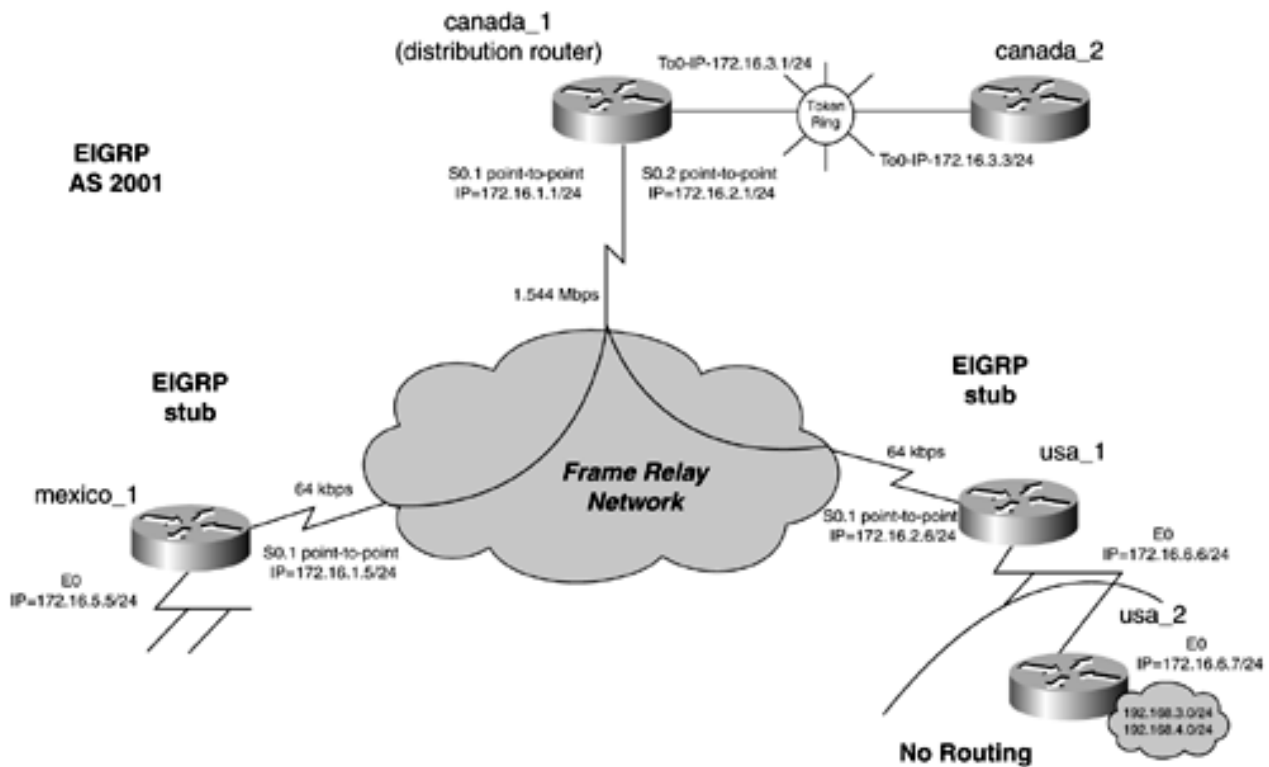 canada_1
(distribution router)
canada_2
To0-IP-172.16.3.1/24
Token
Ring
To0-IP-172.16.3.3/24
EIGRP
AS 2001
S0.1 point-to-point
IP=172.16.1.1/24
S0.2 point-to-point
IP=172.16.2.1/24
1.544 Mbps
EIGRP
stub
EIGRP
stub
mexico_1
64 kbps
Frame Relay
Network
64 kbps
usa_1
S0.1 point-to-point
IP=172.16.1.5/24
S0.1 point-to-point
IP=172.16.2.6/24
E0
IP=172.16.5.5/24
E0
IP=172.16.6.6/24
usa_2
E0
IP=172.16.6.7/24
192.168.3.0/24
192.168.4.0/24
No Routing